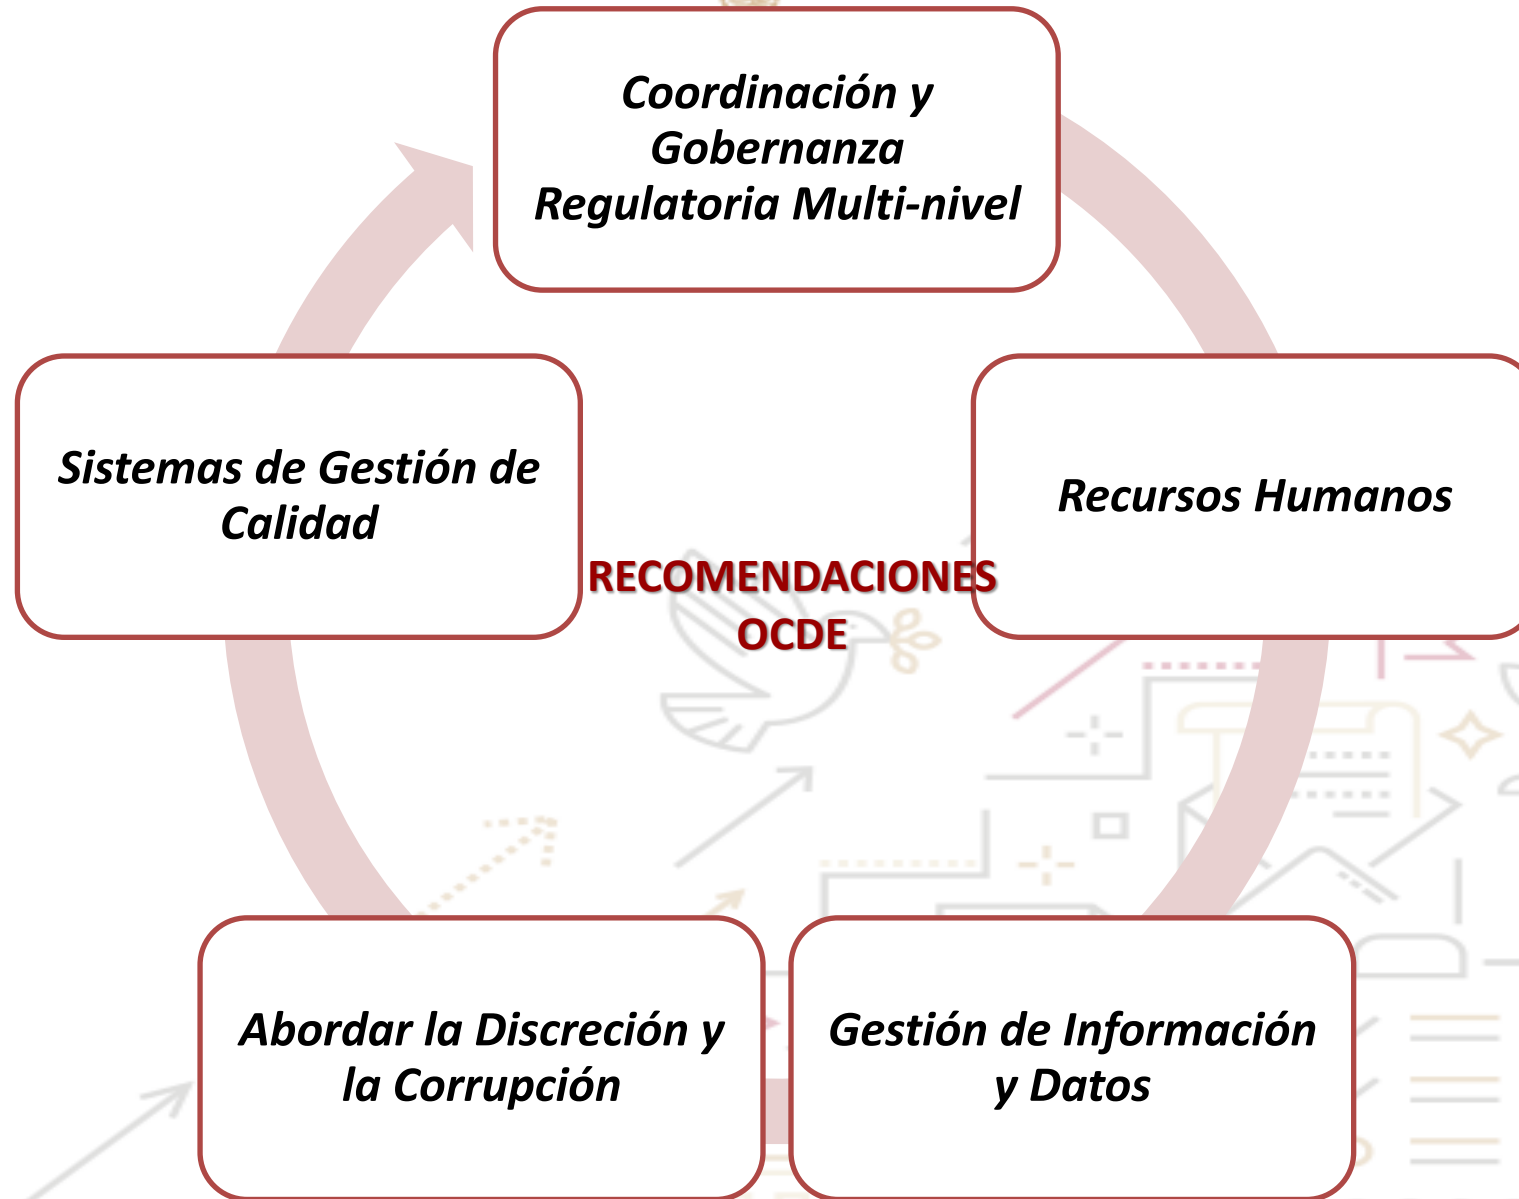 Coordinación y
Gobernanza
Regulatoria Multi-nivel
Sistemas de Gestión de
Calidad
Recursos Humanos
RECOMENDACIONES
OCDE
Abordar la Discreción y
la Corrupción
Gestión de Información
y Datos